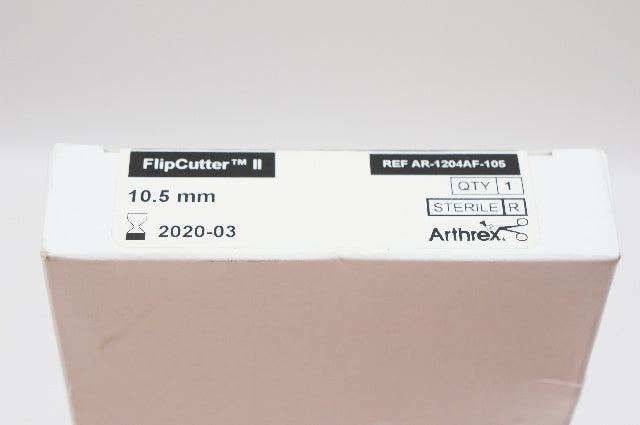 FlipCutter™ II
REF AR-1204AF-105
10.5 mm
QTY 1
STERILE R
2020-03
Arthrex